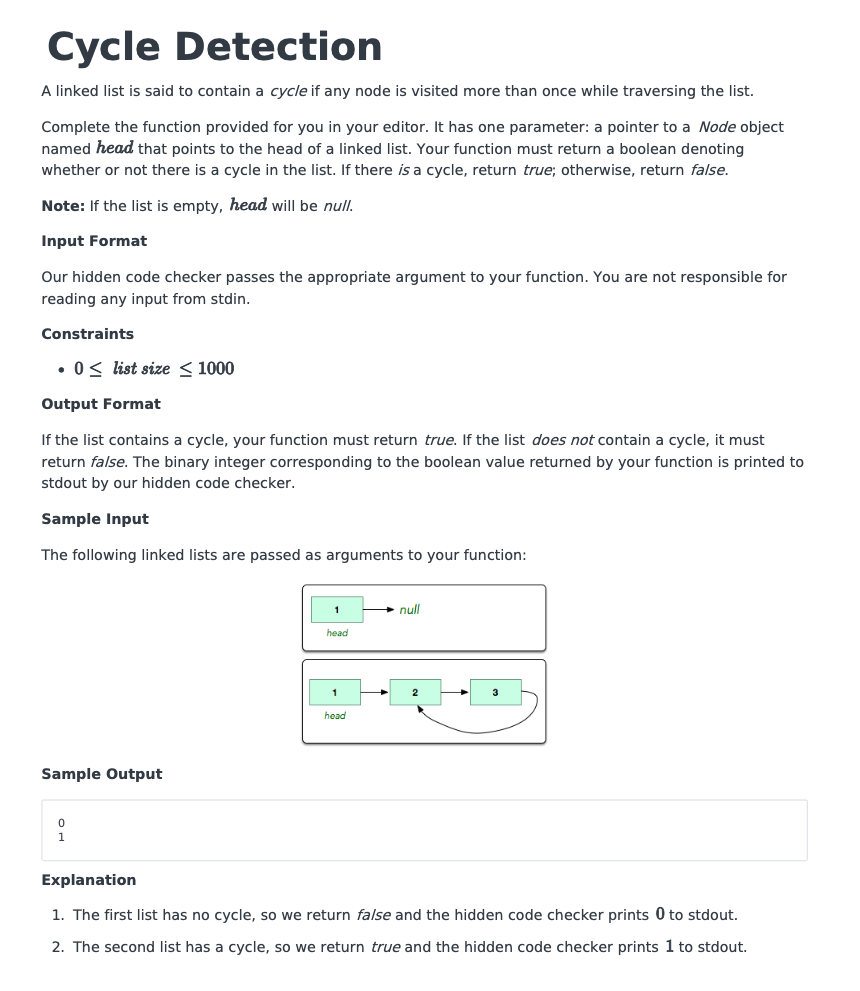 Cycle Detection
A linked list is said to contain a cycle if any node is visited more than once while traversing the list.
Complete the function provided for you in your editor. It has one parameter: a pointer to a Node object
named head that points to the head of a linked list. Your function must return a boolean denoting
whether or not there is a cycle in the list. If there is a cycle, return true; otherwise, return false.
Note: If the list is empty, head will be null.
Input Format
Our hidden code checker passes the appropriate argument to your function. You are not responsible for
reading any input from stdin.
Constraints
• 0 ≤ list size ≤ 1000
Output Format
If the list contains a cycle, your function must return true. If the list does not contain a cycle, it must
return false. The binary integer corresponding to the boolean value returned by your function is printed to
stdout by our hidden code checker.
Sample Input
The following linked lists are passed as arguments to your function:
1 null
head
1 2 3
head
Sample Output
0
1
Explanation
1. The first list has no cycle, so we return false and the hidden code checker prints 0 to stdout.
2. The second list has a cycle, so we return true and the hidden code checker prints 1 to stdout.